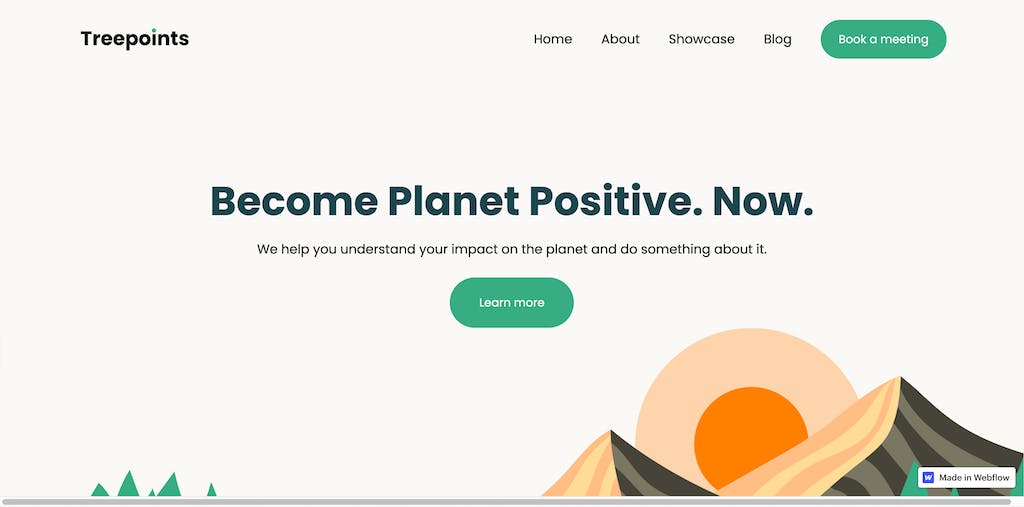 Treepoints
Home
About
Showcase
Blog
Book a meeting
Become Planet Positive. Now.
We help you understand your impact on the planet and do something about it.
Learn more
Made in Webflow